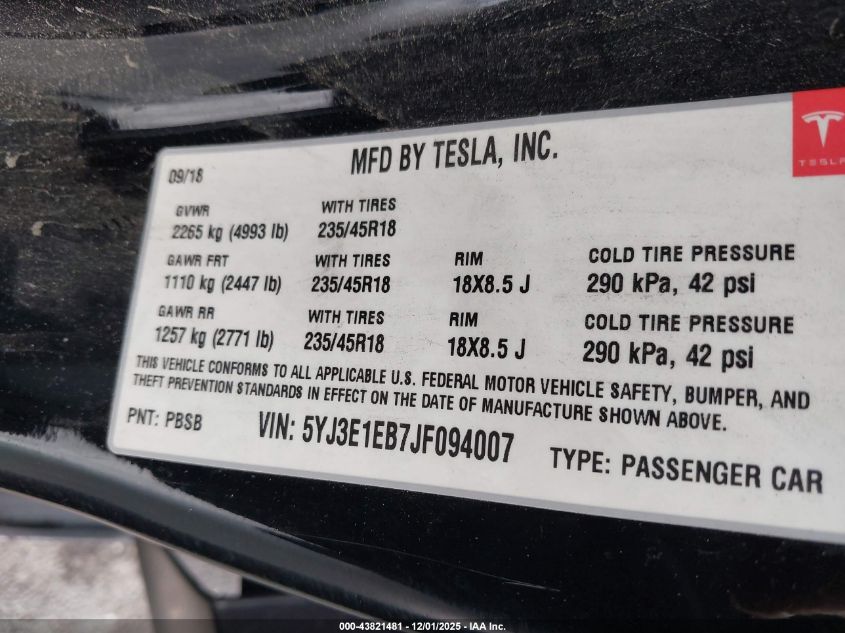 TESLA
MFD BY TESLA, INC.
09/18
GVWR WITH TIRES
2265 kg (4993 lb) 235/45R18
GAWR FRT WITH TIRES RIM COLD TIRE PRESSURE
1110 kg (2447 lb) 235/45R18 18X8.5 J 290 kPa, 42 psi
GAWR RR WITH TIRES RIM COLD TIRE PRESSURE
1257 kg (2771 lb) 235/45R18 18X8.5 J 290 kPa, 42 psi
THIS VEHICLE CONFORMS TO ALL APPLICABLE U.S. FEDERAL MOTOR VEHICLE SAFETY, BUMPER, AND
THEFT PREVENTION STANDARDS IN EFFECT ON THE DATE OF MANUFACTURE SHOWN ABOVE.
PNT: PBSB VIN: 5YJ3E1EB7JF094007 TYPE: PASSENGER CAR
000-43821481 - 12/01/2025 - IAA Inc.